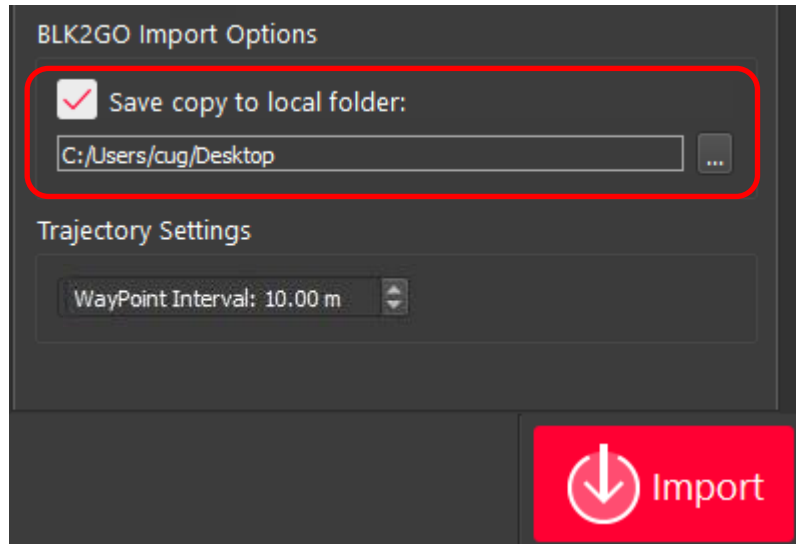 BLK2GO Import Options
Save copy to local folder:
C:/Users/cug/Desktop
...
Trajectory Settings
WayPoint Interval: 10.00 m
Import